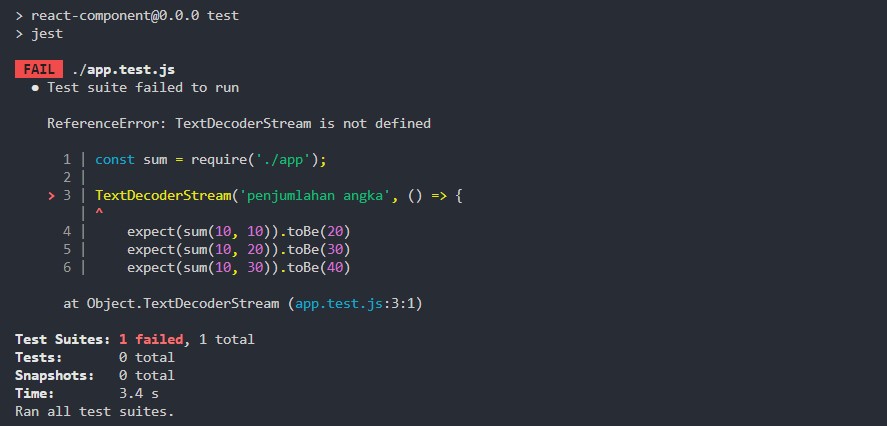 > react-component@0.0.0 test
> jest
FAIL ./app.test.js
● Test suite failed to run
ReferenceError: TextDecoderStream is not defined
1 | const sum = require('./app');
2 |
> 3 | TextDecoderStream('penjumlahan angka', () => {
| ^
4 | expect(sum(10, 10)).toBe(20)
5 | expect(sum(10, 20)).toBe(30)
6 | expect(sum(10, 30)).toBe(40)
at Object.TextDecoderStream (app.test.js:3:1)
Test Suites: 1 failed, 1 total
Tests: 0 total
Snapshots: 0 total
Time: 3.4 s
Ran all test suites.